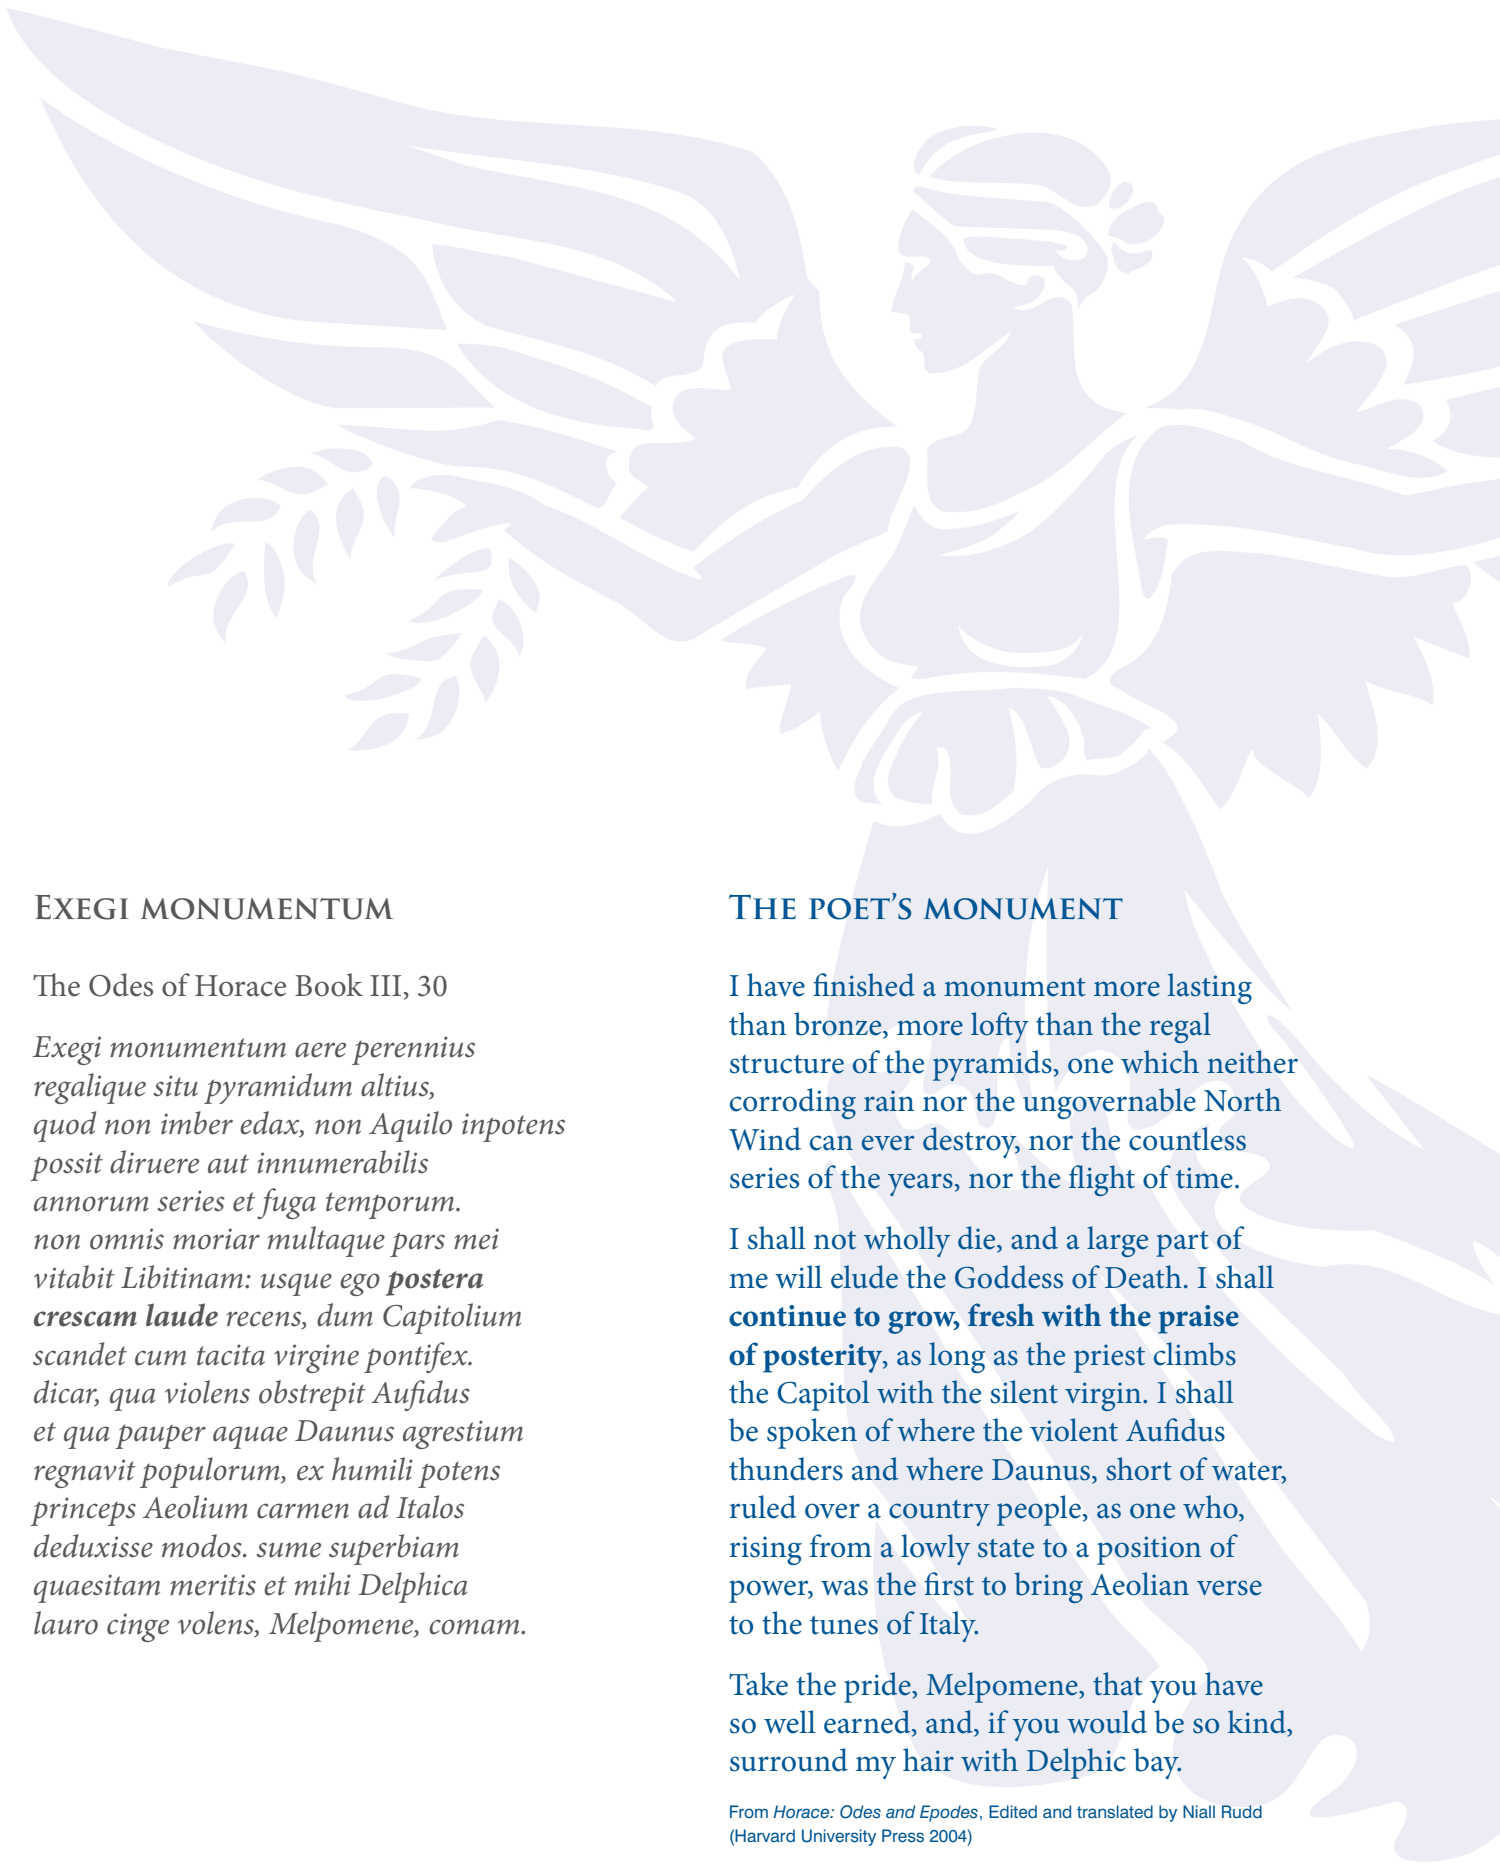 Exegi monumentum
The Odes of Horace Book III, 30
Exegi monumentum aere perennius
regalique situ pyramidum altius,
quod non imber edax, non Aquilo inpotens
possit diruere aut innumerabilis
annorum series et fuga temporum.
non omnis moriar multaque pars mei
vitabit Libitinam: usque ego postera
crescam laude recens, dum Capitolium
scandet cum tacita virgine pontifex.
dicar, qua violens obstrepit Aufidus
et qua pauper aquae Daunus agrestium
regnavit populorum, ex humili potens
princeps Aeolium carmen ad Italos
deduxisse modos. sume superbiam
quaesitam meritis et mihi Delphica
lauro cinge volens, Melpomene, comam.
The poet's monument
I have finished a monument more lasting
than bronze, more lofty than the regal
structure of the pyramids, one which neither
corroding rain nor the ungovernable North
Wind can ever destroy, nor the countless
series of the years, nor the flight of time.
I shall not wholly die, and a large part of
me will elude the Goddess of Death. I shall
continue to grow, fresh with the praise
of posterity, as long as the priest climbs
the Capitol with the silent virgin. I shall
be spoken of where the violent Aufidus
thunders and where Daunus, short of water,
ruled over a country people, as one who,
rising from a lowly state to a position of
power, was the first to bring Aeolian verse
to the tunes of Italy.
Take the pride, Melpomene, that you have
so well earned, and, if you would be so kind,
surround my hair with Delphic bay.
From Horace: Odes and Epodes, Edited and translated by Niall Rudd
(Harvard University Press 2004)